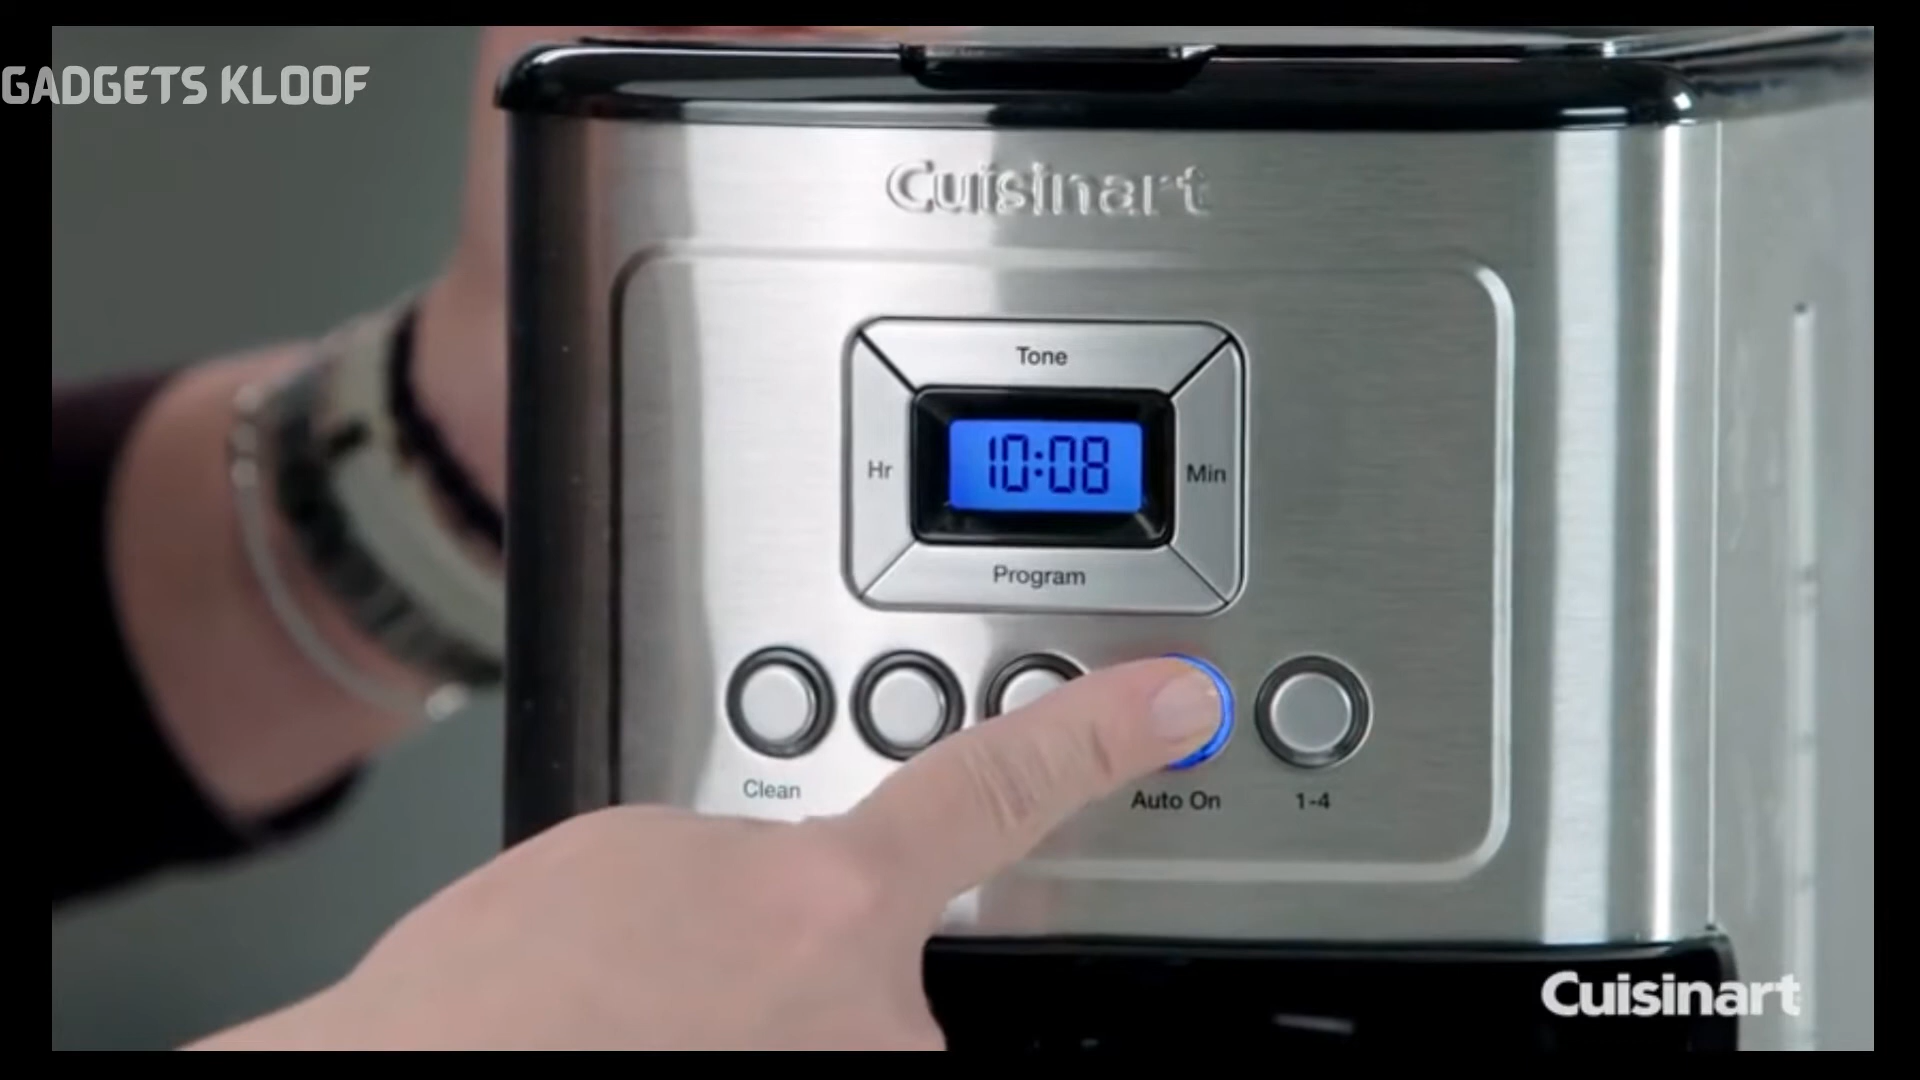 GADGETS KLOOF
Cuisinart
Tone
Hr
10:08
Min
Program
Clean
Auto On
1-4
Cuisinart